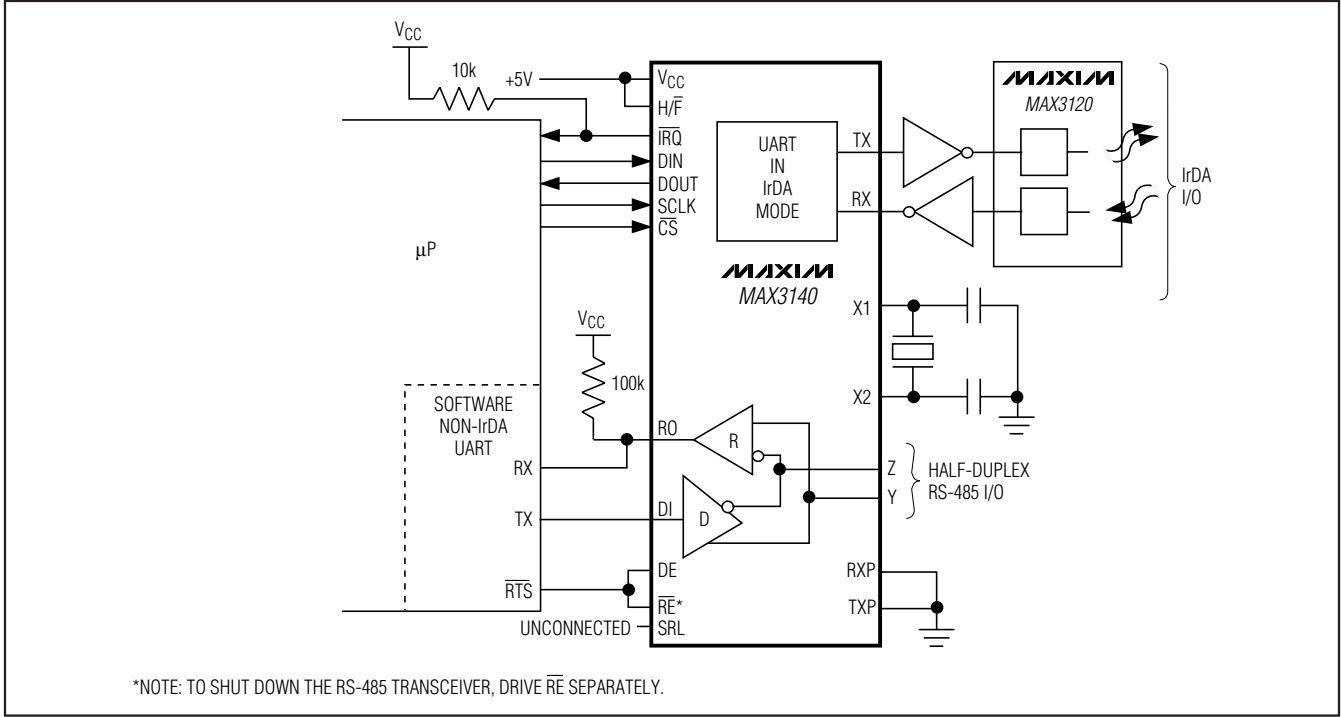 VCC
10k
+5V
VCC
H/F̅
I̅R̅Q̅
DIN
DOUT
SCLK
C̅S̅
µP
UART
IN
IrDA
MODE
TX
RX
MAXIM
MAX3120
IrDA
I/O
MAXIM
MAX3140
X1
X2
VCC
100k
SOFTWARE
NON-IrDA
UART
RX
TX
R̅T̅S̅
RO
R
DI
D
Z
Y
HALF-DUPLEX
RS-485 I/O
DE
R̅E̅*
SRL
UNCONNECTED
RXP
TXP
*NOTE: TO SHUT DOWN THE RS-485 TRANSCEIVER, DRIVE R̅E̅ SEPARATELY.